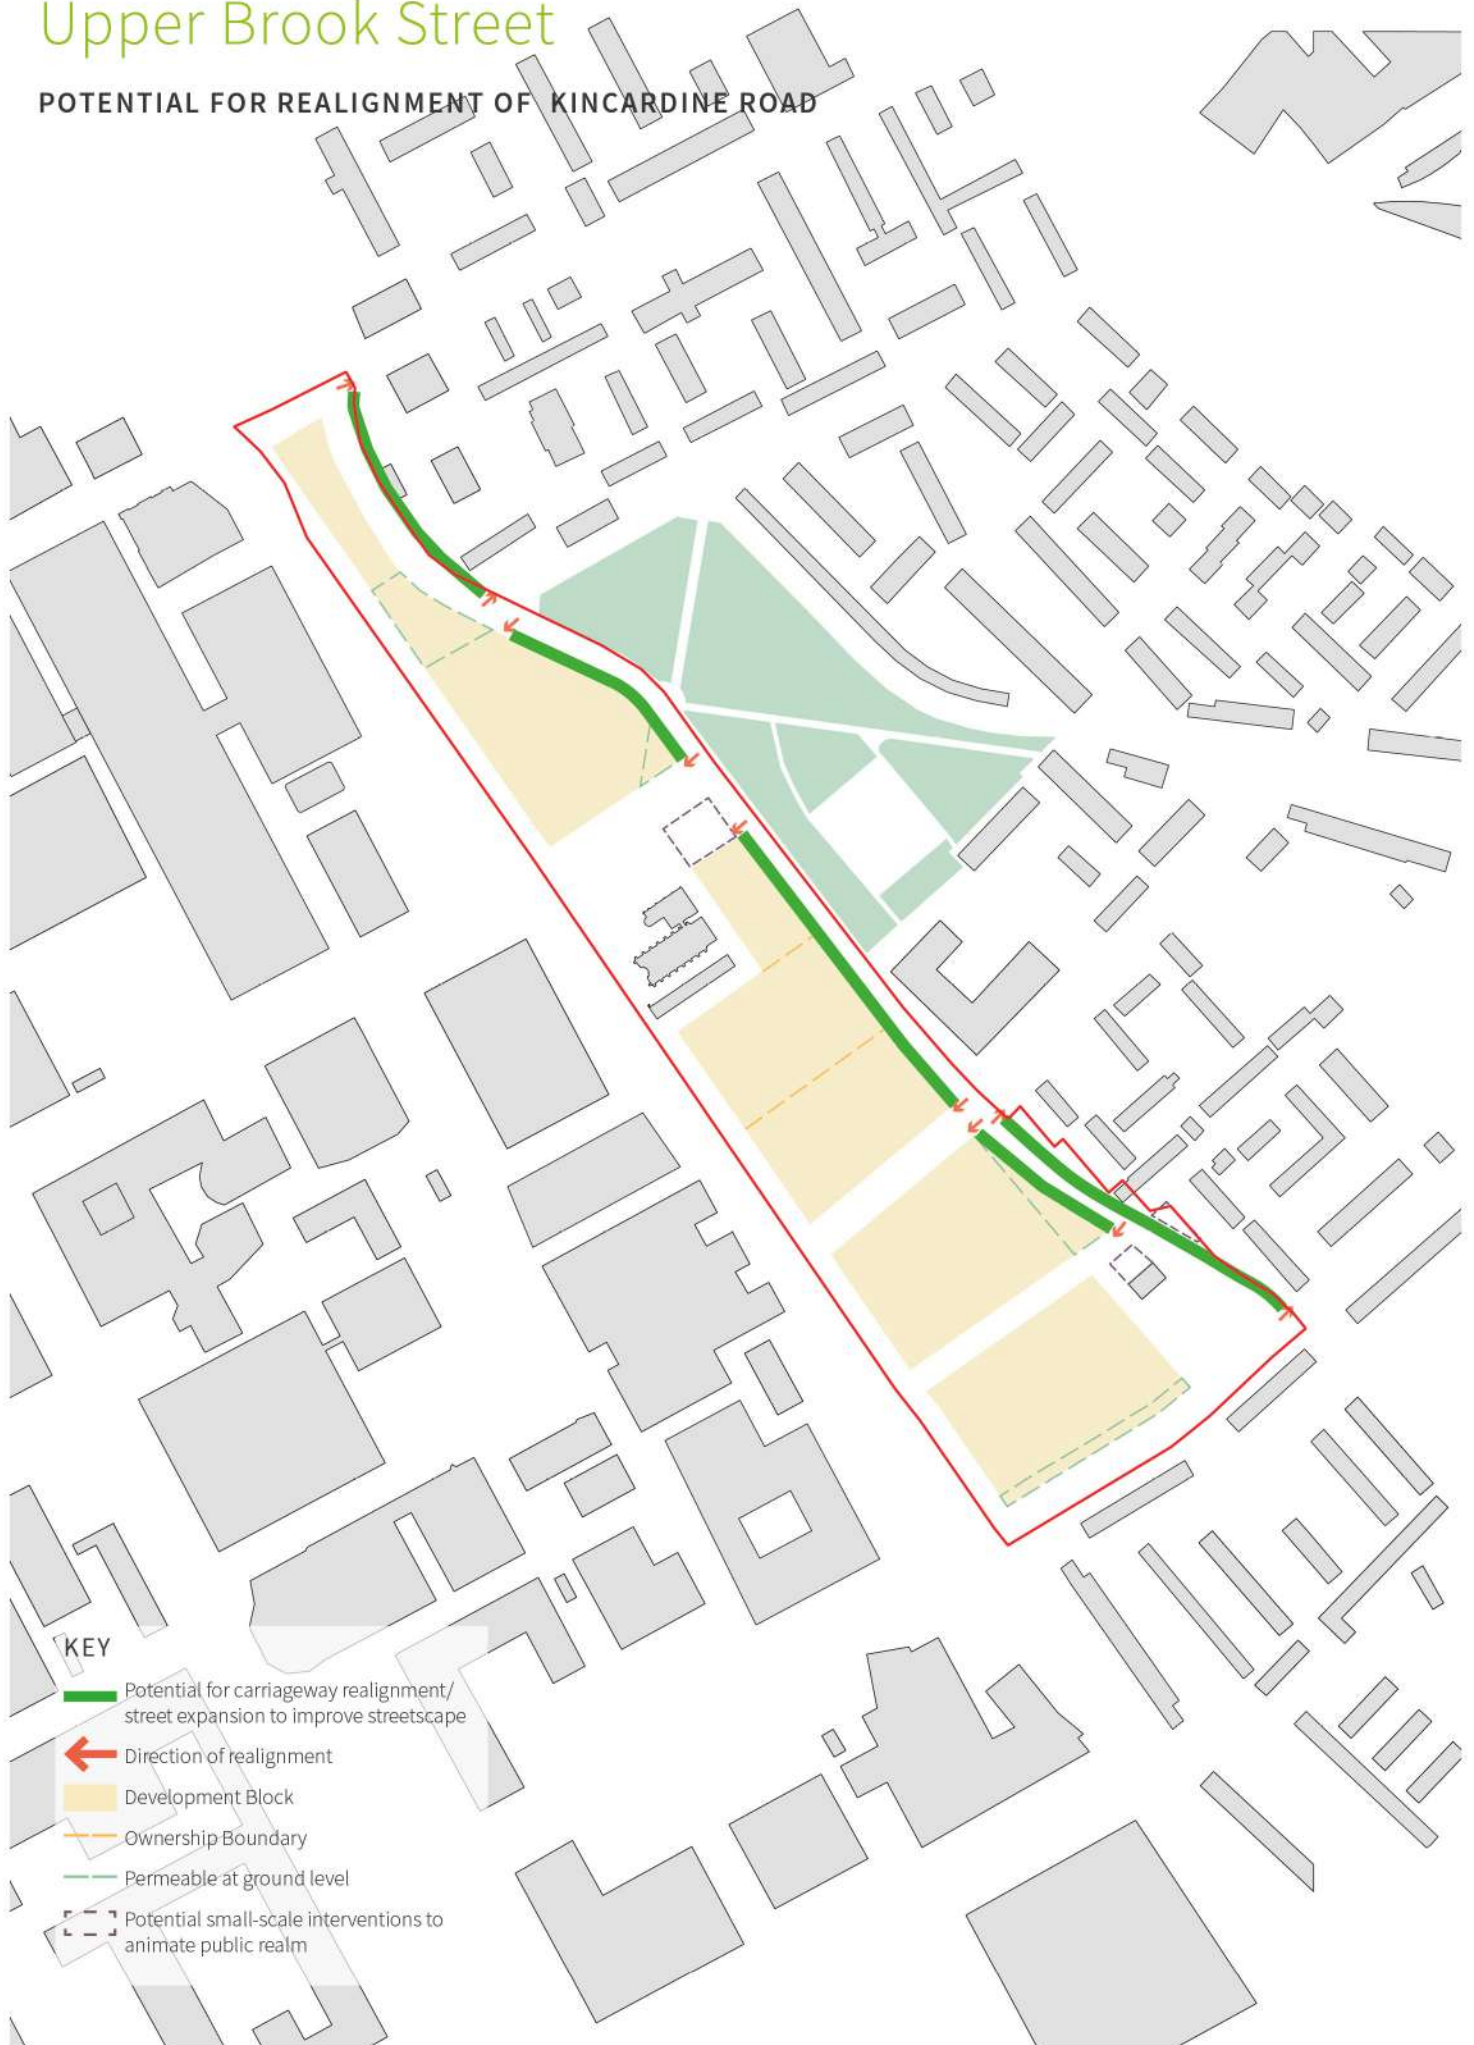 Upper Brook Street
POTENTIAL FOR REALIGNMENT OF KINCARDINE ROAD
KEY
Potential for carriageway realignment/
street expansion to improve streetscape
Direction of realignment
Development Block
Ownership Boundary
Permeable at ground level
Potential small-scale interventions to
animate public realm